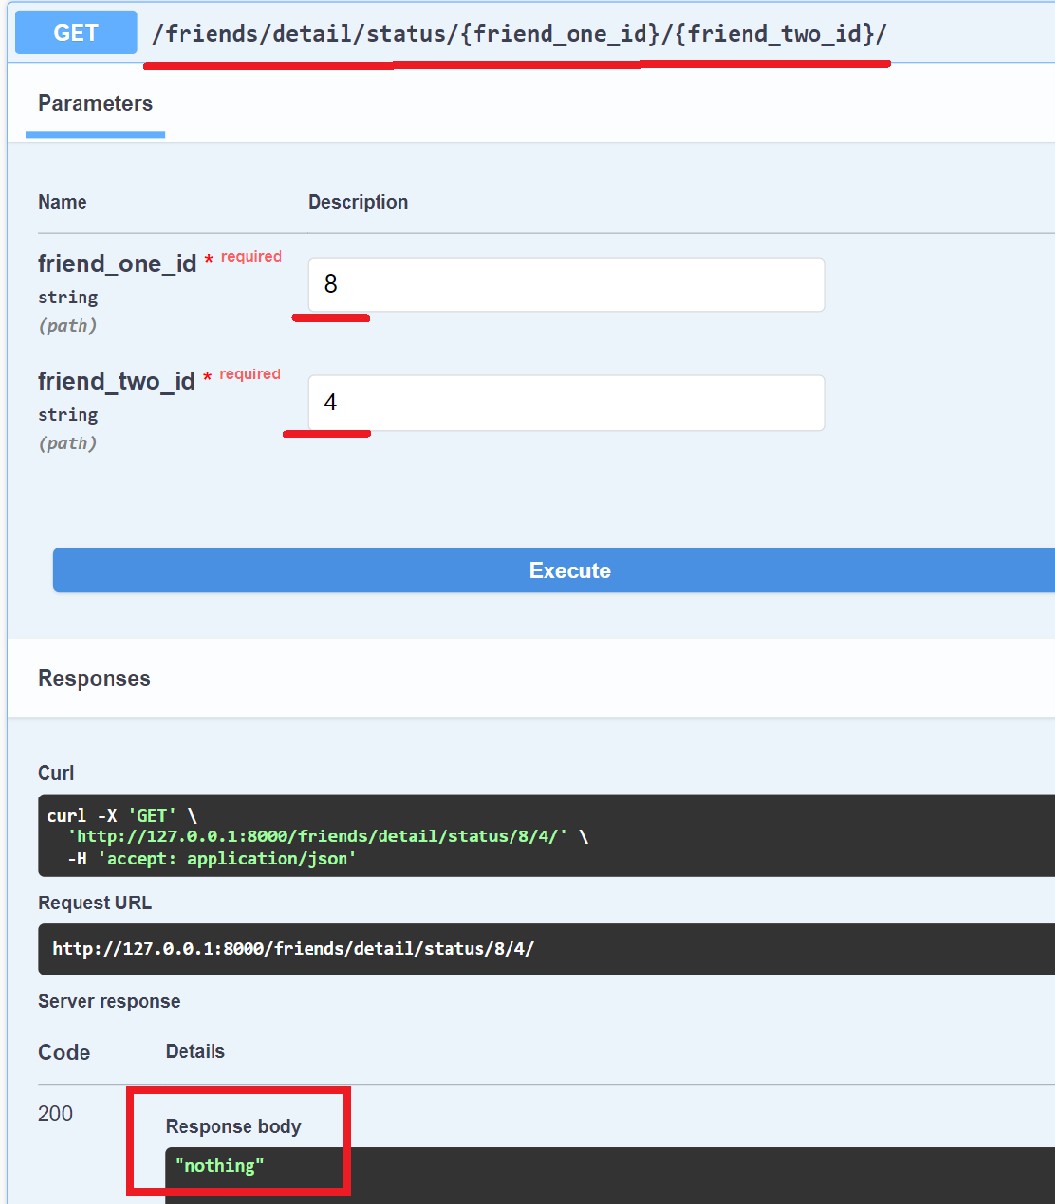 GET /friends/detail/status/{friend_one_id}/{friend_two_id}/
Parameters
Name Description
friend_one_id * required
string
(path)
8
friend_two_id * required
string
(path)
4
Execute
Responses
Curl
curl -X 'GET' \
'http://127.0.0.1:8000/friends/detail/status/8/4/' \
-H 'accept: application/json'
Request URL
http://127.0.0.1:8000/friends/detail/status/8/4/
Server response
Code Details
200
Response body
"nothing"